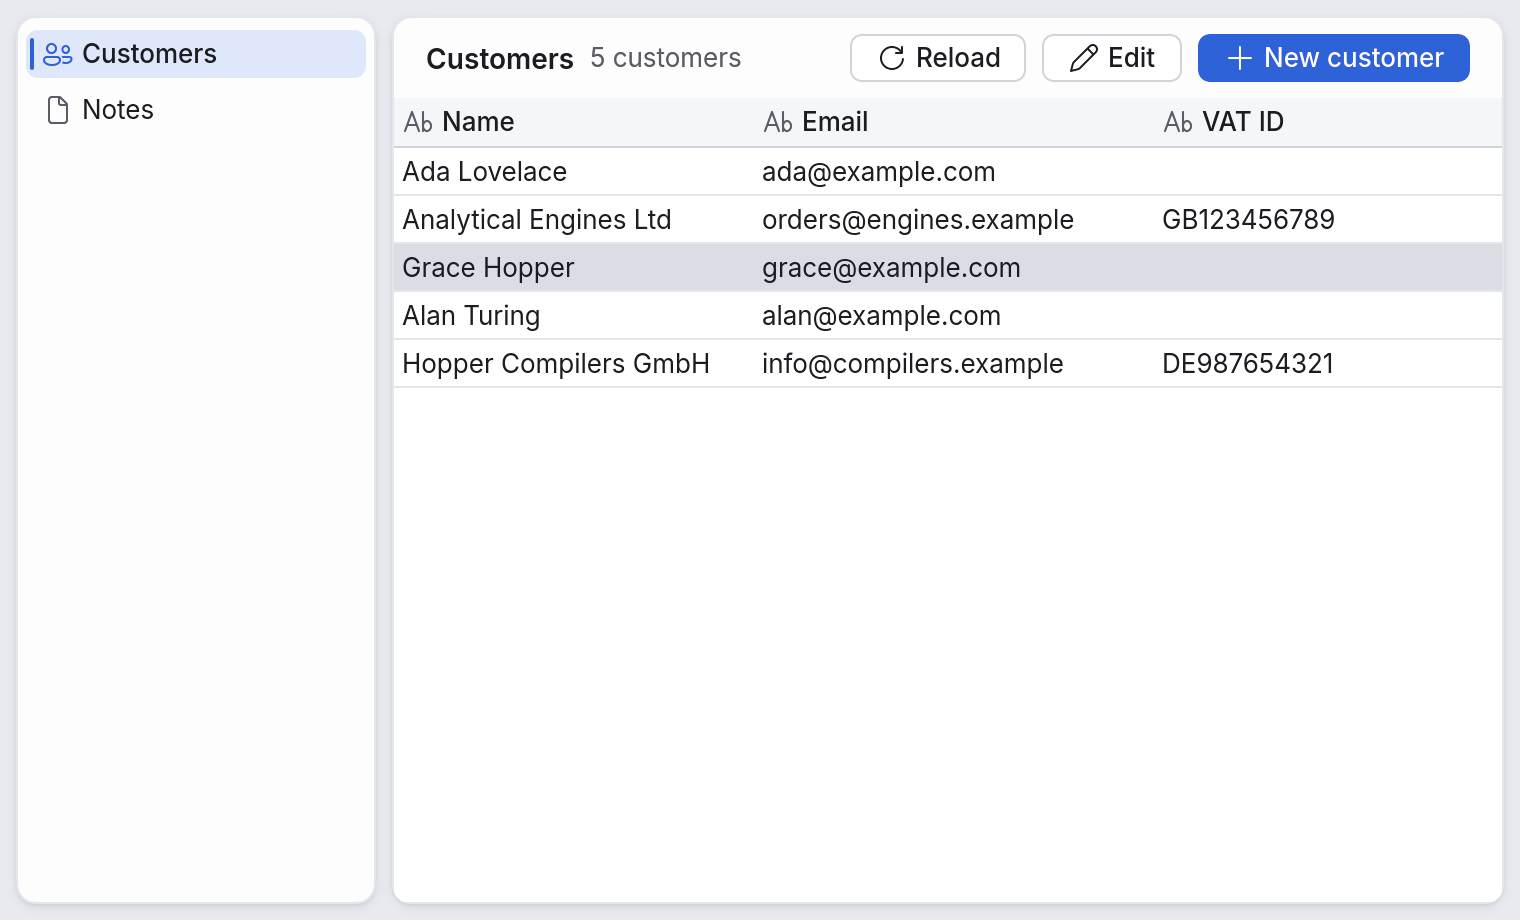 Customers
Notes
Customers 5 customers Reload Edit New customer
Ab Name Ab Email Ab VAT ID
Ada Lovelace ada@example.com
Analytical Engines Ltd orders@engines.example GB123456789
Grace Hopper grace@example.com
Alan Turing alan@example.com
Hopper Compilers GmbH info@compilers.example DE987654321